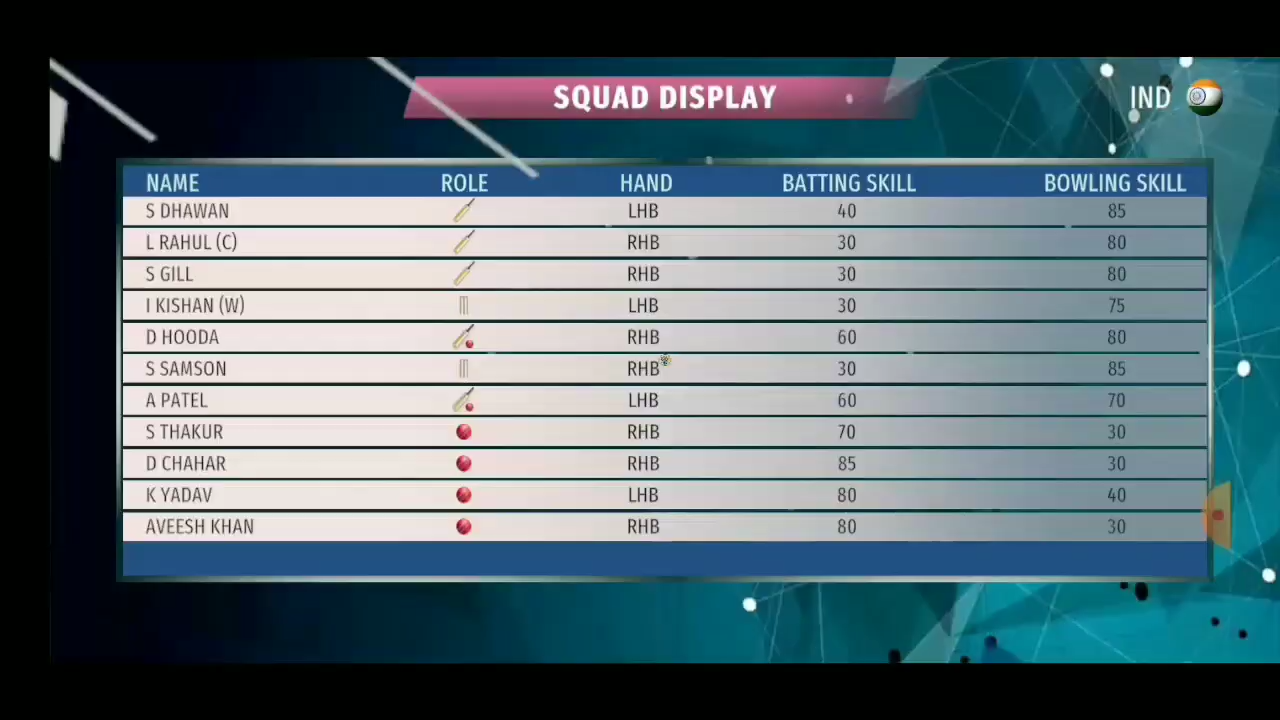 SQUAD DISPLAY
IND
NAME ROLE HAND BATTING SKILL BOWLING SKILL
S DHAWAN LHB 40 85
L RAHUL (C) RHB 30 80
S GILL RHB 30 80
I KISHAN (W) LHB 30 75
D HOODA RHB 60 80
S SAMSON RHB 30 85
A PATEL LHB 60 70
S THAKUR RHB 70 30
D CHAHAR RHB 85 30
K YADAV LHB 80 40
AVEESH KHAN RHB 80 30